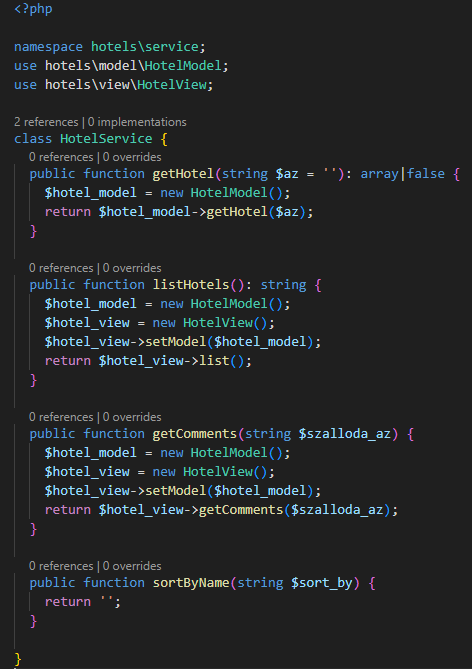 <?php
namespace hotels\service;
use hotels\model\HotelModel;
use hotels\view\HotelView;
2 references | 0 implementations
class HotelService {
0 references | 0 overrides
public function getHotel(string $az = ''): array|false {
$hotel_model = new HotelModel();
return $hotel_model->getHotel($az);
}
0 references | 0 overrides
public function listHotels(): string {
$hotel_model = new HotelModel();
$hotel_view = new HotelView();
$hotel_view->setModel($hotel_model);
return $hotel_view->list();
}
0 references | 0 overrides
public function getComments(string $szalloda_az) {
$hotel_model = new HotelModel();
$hotel_view = new HotelView();
$hotel_view->setModel($hotel_model);
return $hotel_view->getComments($szalloda_az);
}
0 references | 0 overrides
public function sortByName(string $sort_by) {
return '';
}
}